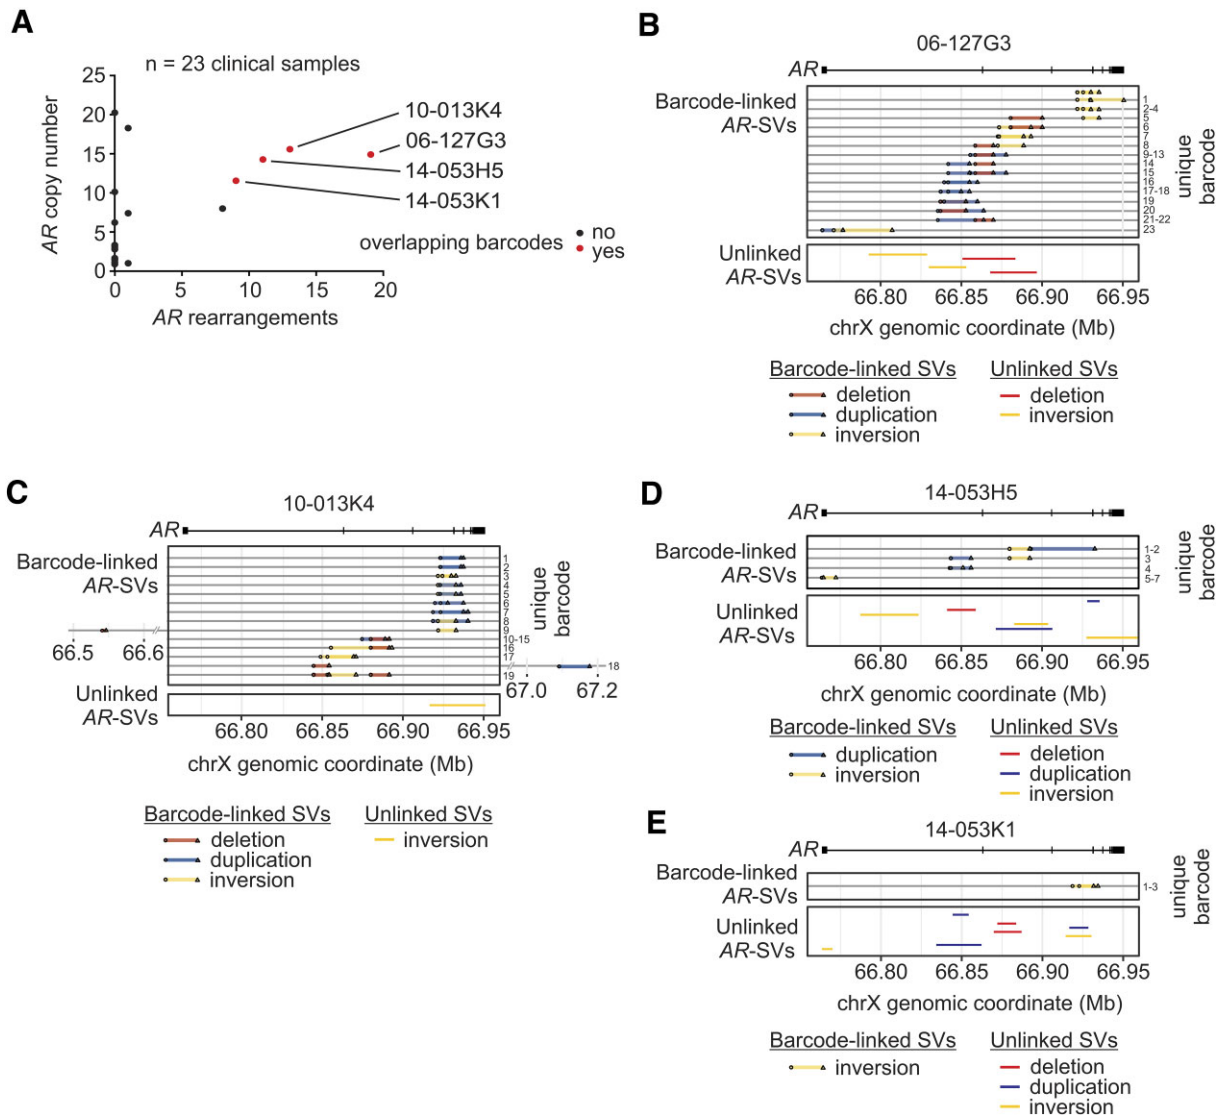 A
n = 23 clinical samples
AR copy number
25
20
15
10
5
0
0 5 10 15 20
AR rearrangements
10-013K4
06-127G3
14-053H5
14-053K1
overlapping barcodes
no
yes
B
06-127G3
AR
Barcode-linked
AR-SVs
1
2-4
5
6
7
8
9-13
14
15
16
17-18
19
20
21-22
23
unique
barcode
Unlinked
AR-SVs
66.80 66.85 66.90 66.95
chrX genomic coordinate (Mb)
Barcode-linked SVs Unlinked SVs
deletion deletion
duplication inversion
inversion
C
10-013K4
AR
Barcode-linked
AR-SVs
1
2
3
4
5
6
7
8
9
10-15
16
17
18
19
unique
barcode
66.5 66.6
67.0 67.2
Unlinked
AR-SVs
66.80 66.85 66.90 66.95
chrX genomic coordinate (Mb)
Barcode-linked SVs Unlinked SVs
deletion inversion
duplication
inversion
D
14-053H5
AR
Barcode-linked
AR-SVs
1-2
3
4
5-7
unique
barcode
Unlinked
AR-SVs
66.80 66.85 66.90 66.95
chrX genomic coordinate (Mb)
Barcode-linked SVs Unlinked SVs
duplication deletion
inversion duplication
inversion
E
14-053K1
AR
Barcode-linked
AR-SVs
1-3
unique
barcode
Unlinked
AR-SVs
66.80 66.85 66.90 66.95
chrX genomic coordinate (Mb)
Barcode-linked SVs Unlinked SVs
inversion deletion
duplication
inversion